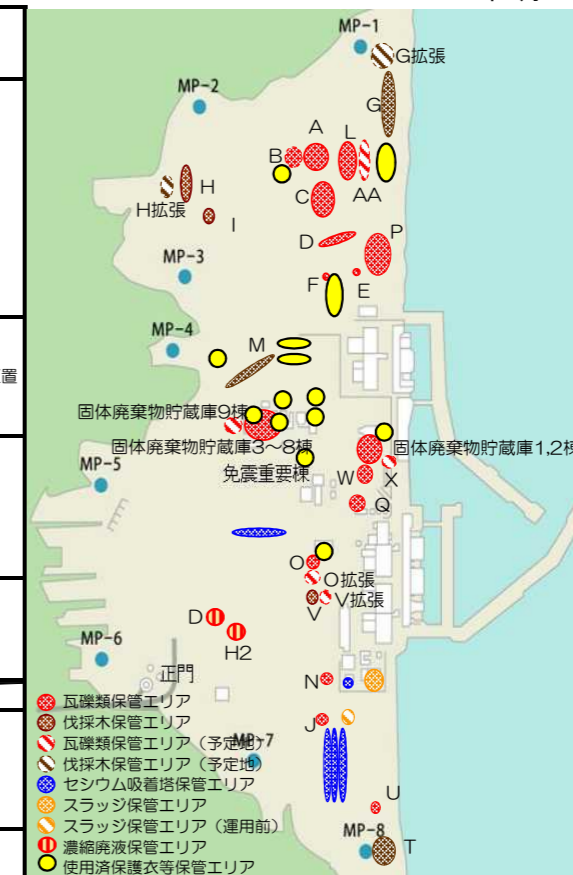 MP-1
G拡張
MP-2
G
A
L
B
AA
H
C
H拡張
I
D
P
MP-3
F
E
MP-4
M
置
固体廃棄物貯蔵庫9棟
固体廃棄物貯蔵庫3～8棟
固体廃棄物貯蔵庫1,2棟
免震重要棟
MP-5
W
X
Q
O
O拡張
V
V拡張
D
H2
MP-6
正門
N
瓦礫類保管エリア
伐採木保管エリア
J
瓦礫類保管エリア（予定地）
伐採木保管エリア（予定地）
MP-7
セシウム吸着塔保管エリア
スラッジ保管エリア
U
スラッジ保管エリア（運用前）
濃縮廃液保管エリア
MP-8
T
使用済保護衣等保管エリア